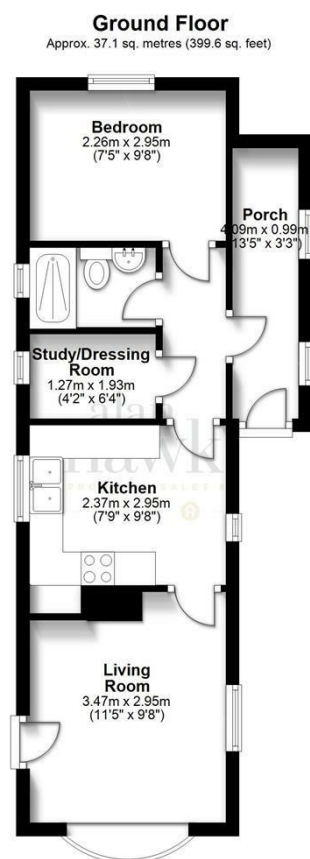 Ground Floor
Approx. 37.1 sq. metres (399.6 sq. feet)
Bedroom
2.26m x 2.95m
(7'5" x 9'8")
Porch
4.09m x 0.99m
(13'5" x 3'3")
Study/Dressing
Room
1.27m x 1.93m
(4'2" x 6'4")
alan
hawk
Kitchen
2.37m x 2.95m
(7'9" x 9'8")
Living
Room
3.47m x 2.95m
(11'5" x 9'8")